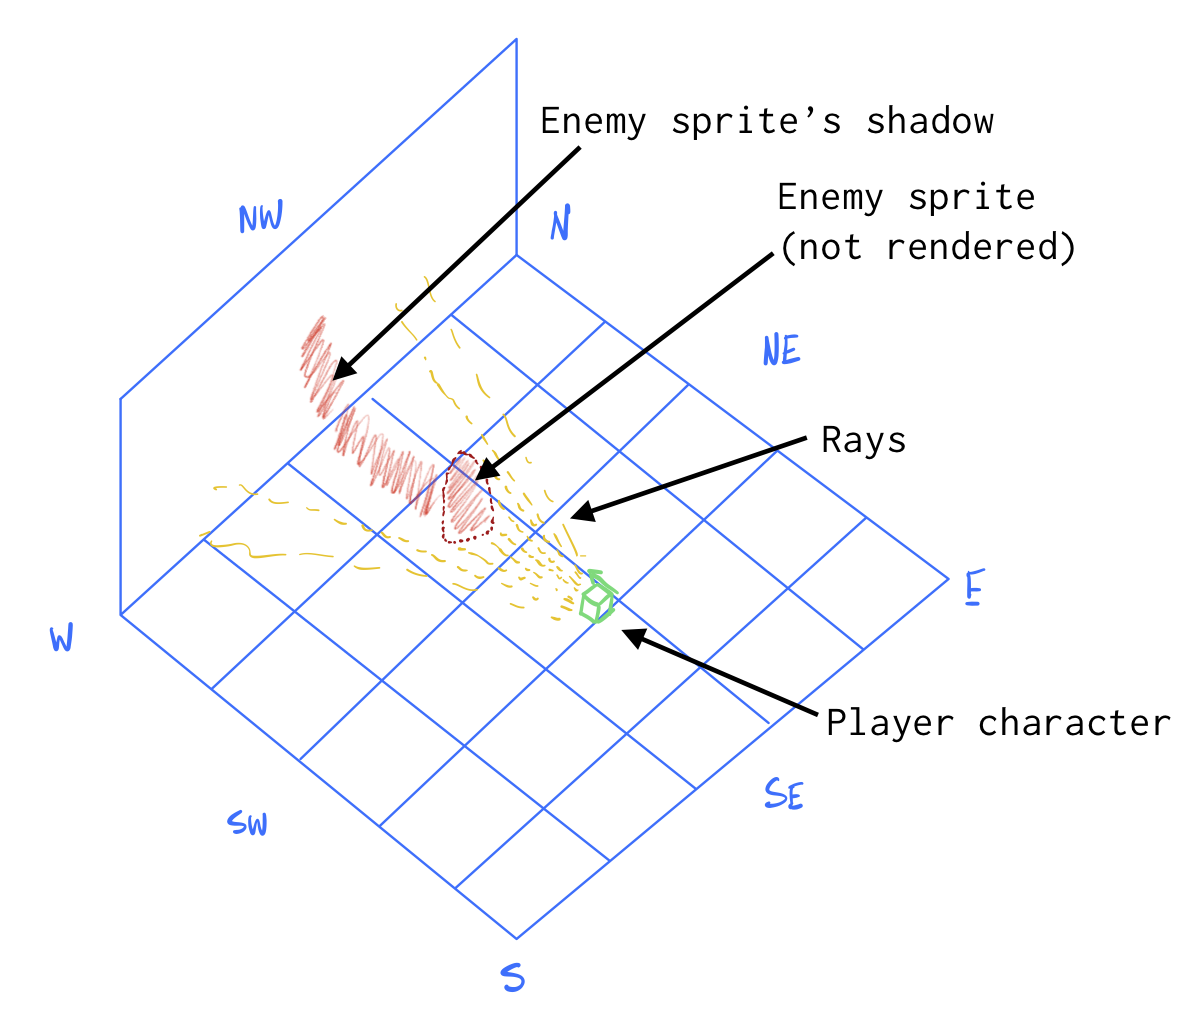 Enemy sprite’s shadow
Enemy sprite
(not rendered)
NW
N
NE
Rays
E
W
Player character
SE
SW
S